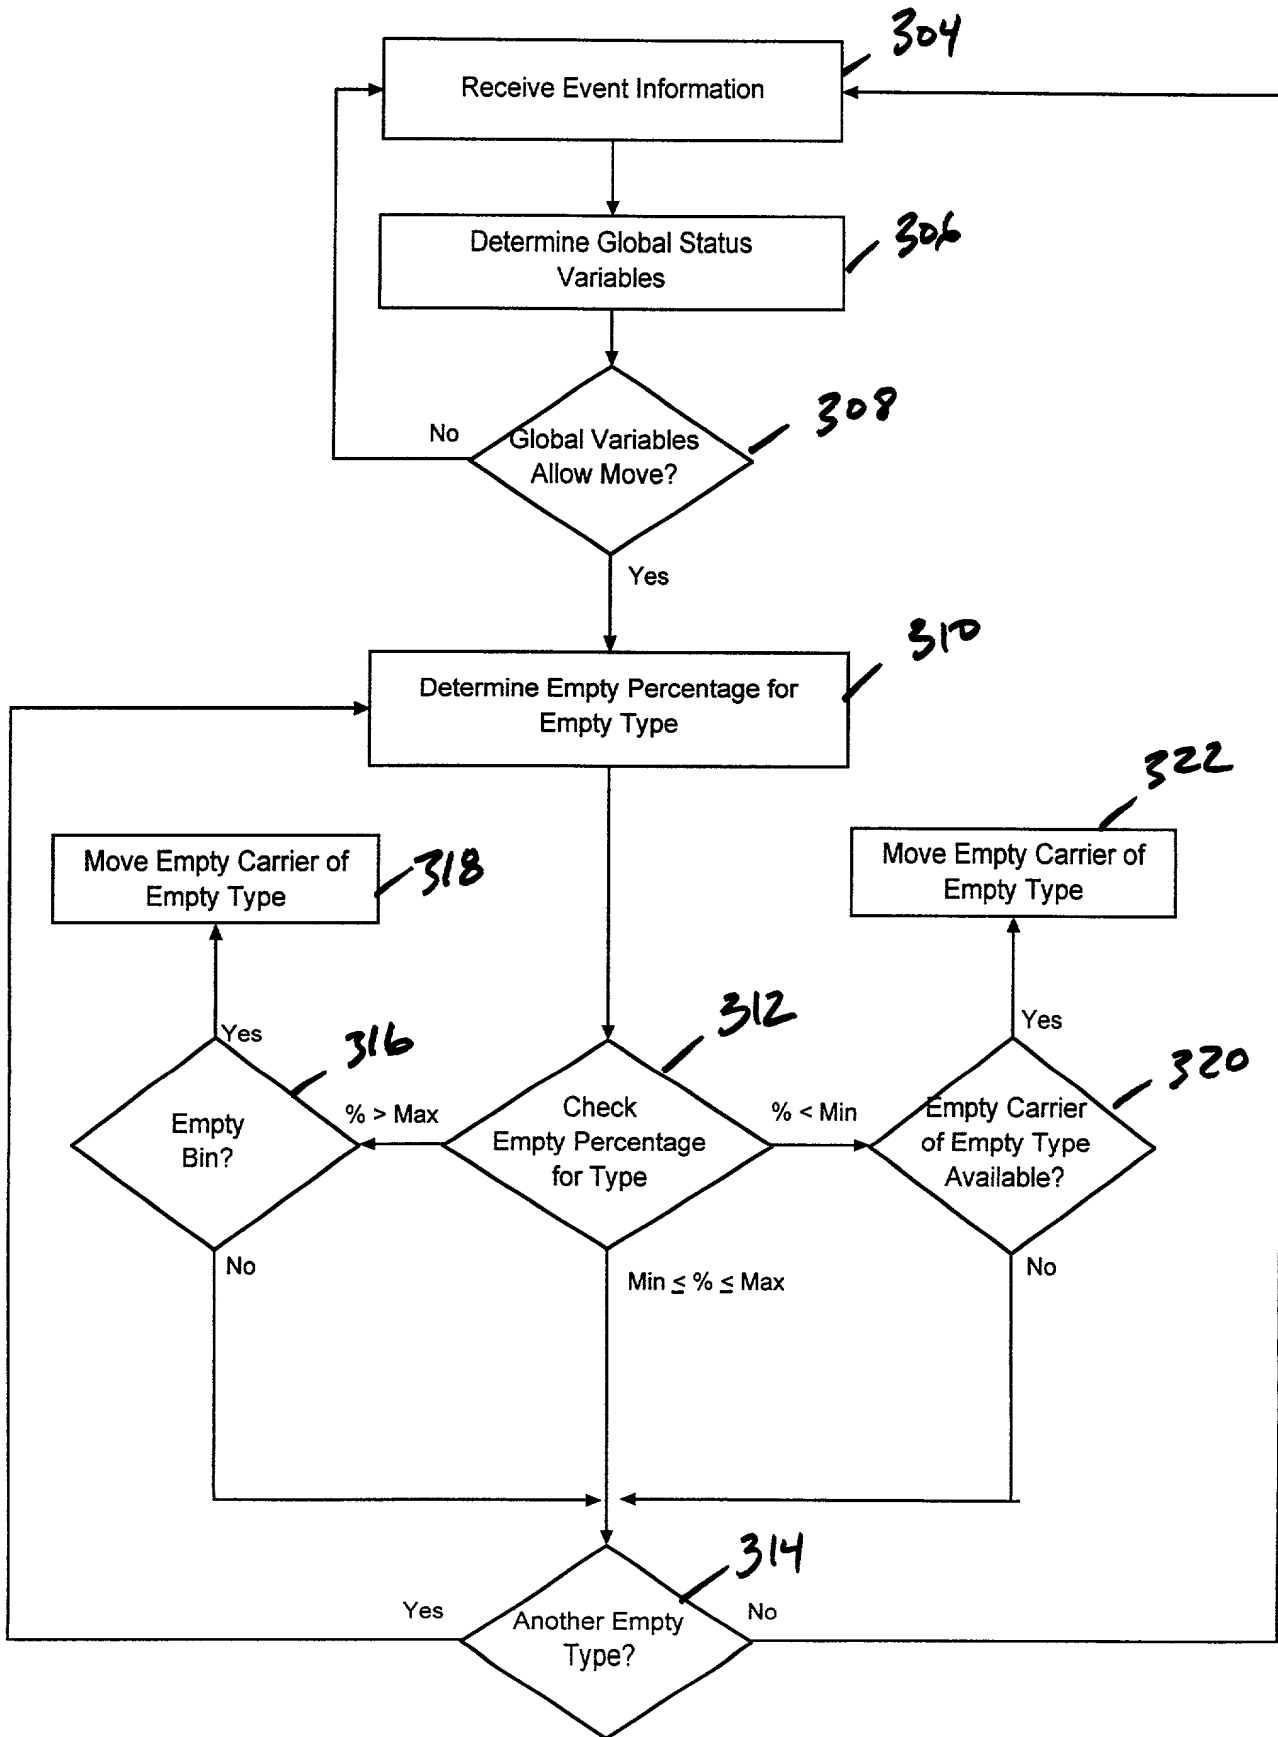 304
Receive Event Information
Determine Global Status
Variables
306
308
No
Global Variables
Allow Move?
Yes
310
Determine Empty Percentage for
Empty Type
322
Move Empty Carrier of
Empty Type
318
Move Empty Carrier of
Empty Type
312
Yes
316
Yes
320
% > Max
Check
Empty Percentage
for Type
% < Min
Empty
Bin?
Empty Carrier
of Empty Type
Available?
No
Min ≤ % ≤ Max
No
314
Yes
Another Empty
Type?
No